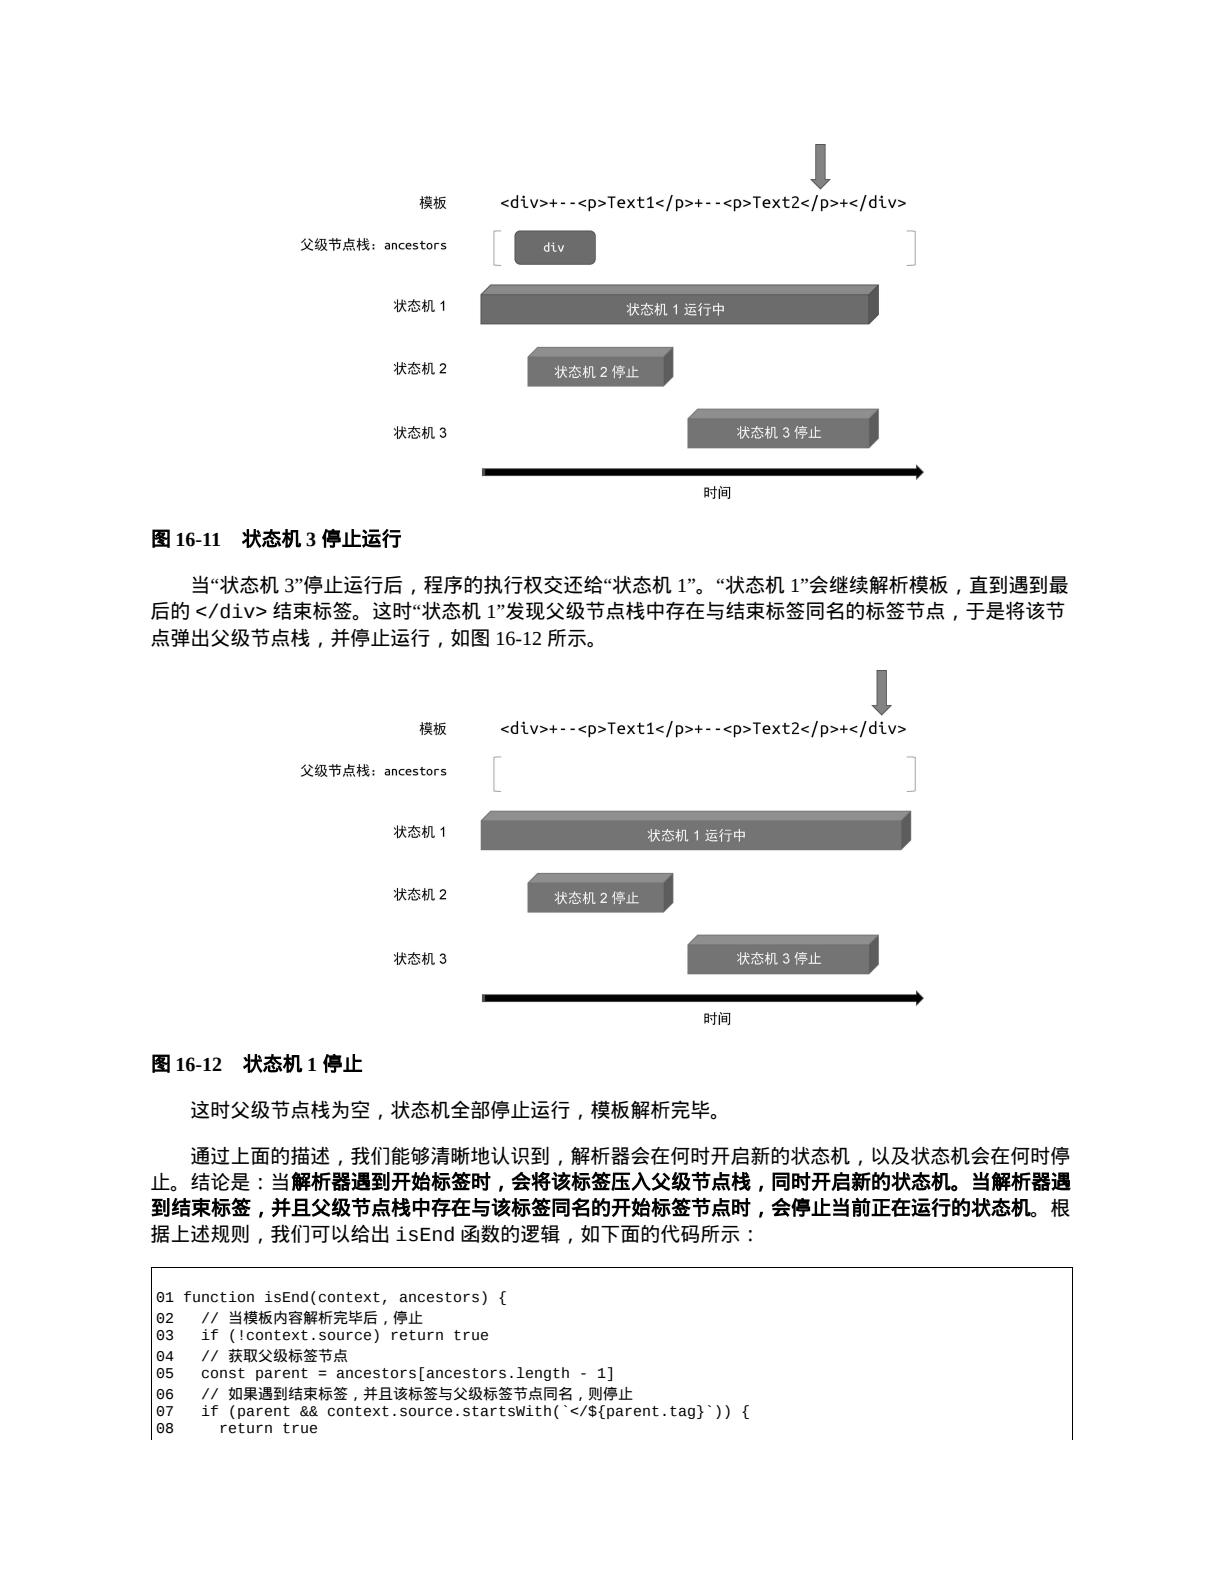 模板 <div>+--<p>Text1</p>+--<p>Text2</p>+</div>
父级节点栈：ancestors div
状态机 1 状态机 1 运行中
状态机 2 状态机 2 停止
状态机 3 状态机 3 停止
时间
图 16-11 状态机 3 停止运行
当“状态机 3”停止运行后，程序的执行权交还给“状态机 1”。“状态机 1”会继续解析模板，直到遇到最
后的 </div> 结束标签。这时“状态机 1”发现父级节点栈中存在与结束标签同名的标签节点，于是将该节
点弹出父级节点栈，并停止运行，如图 16-12 所示。
模板 <div>+--<p>Text1</p>+--<p>Text2</p>+</div>
父级节点栈：ancestors
状态机 1 状态机 1 运行中
状态机 2 状态机 2 停止
状态机 3 状态机 3 停止
时间
图 16-12 状态机 1 停止
这时父级节点栈为空，状态机全部停止运行，模板解析完毕。
通过上面的描述，我们能够清晰地认识到，解析器会在何时开启新的状态机，以及状态机会在何时停
止。结论是：当解析器遇到开始标签时，会将该标签压入父级节点栈，同时开启新的状态机。当解析器遇
到结束标签，并且父级节点栈中存在与该标签同名的开始标签节点时，会停止当前正在运行的状态机。根
据上述规则，我们可以给出 isEnd 函数的逻辑，如下面的代码所示：
01 function isEnd(context, ancestors) {
02   // 当模板内容解析完毕后，停止
03   if (!context.source) return true
04   // 获取父级标签节点
05   const parent = ancestors[ancestors.length - 1]
06   // 如果遇到结束标签，并且该标签与父级标签节点同名，则停止
07   if (parent && context.source.startsWith(`</${parent.tag}`)) {
08     return true